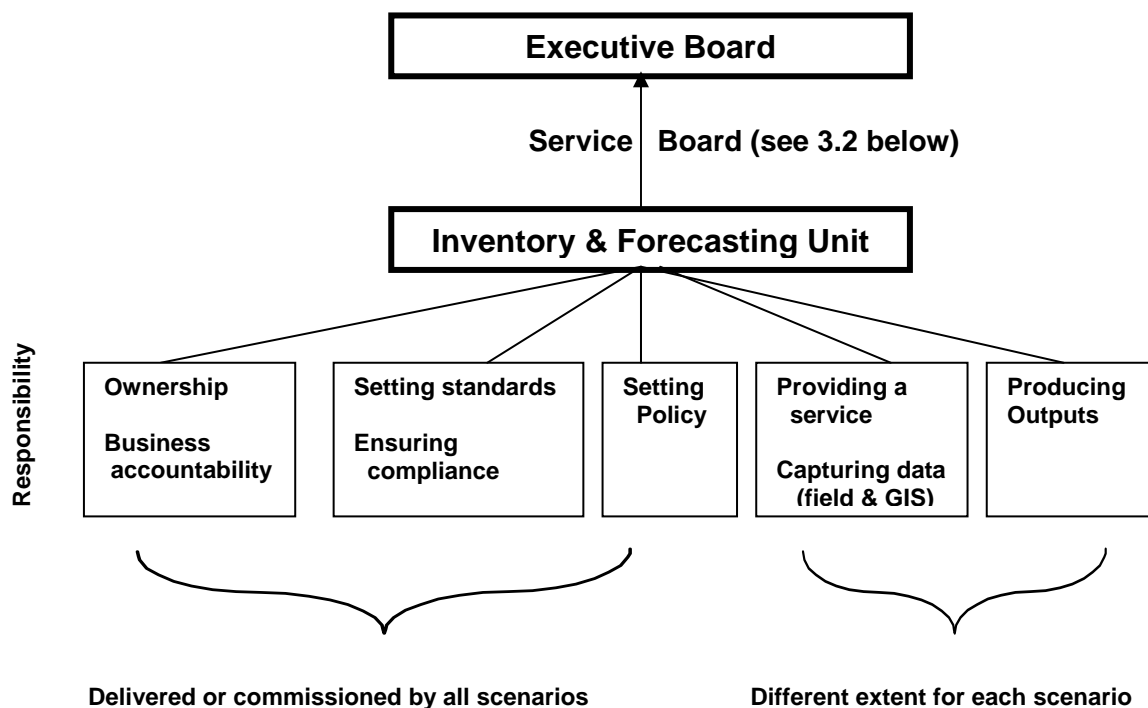 Executive Board
Service Board (see 3.2 below)
Inventory & Forecasting Unit
Responsibility
Ownership
Business
accountability
Setting standards
Ensuring
compliance
Setting
Policy
Providing a
service
Capturing data
(field & GIS)
Producing
Outputs
Delivered or commissioned by all scenarios
Different extent for each scenario